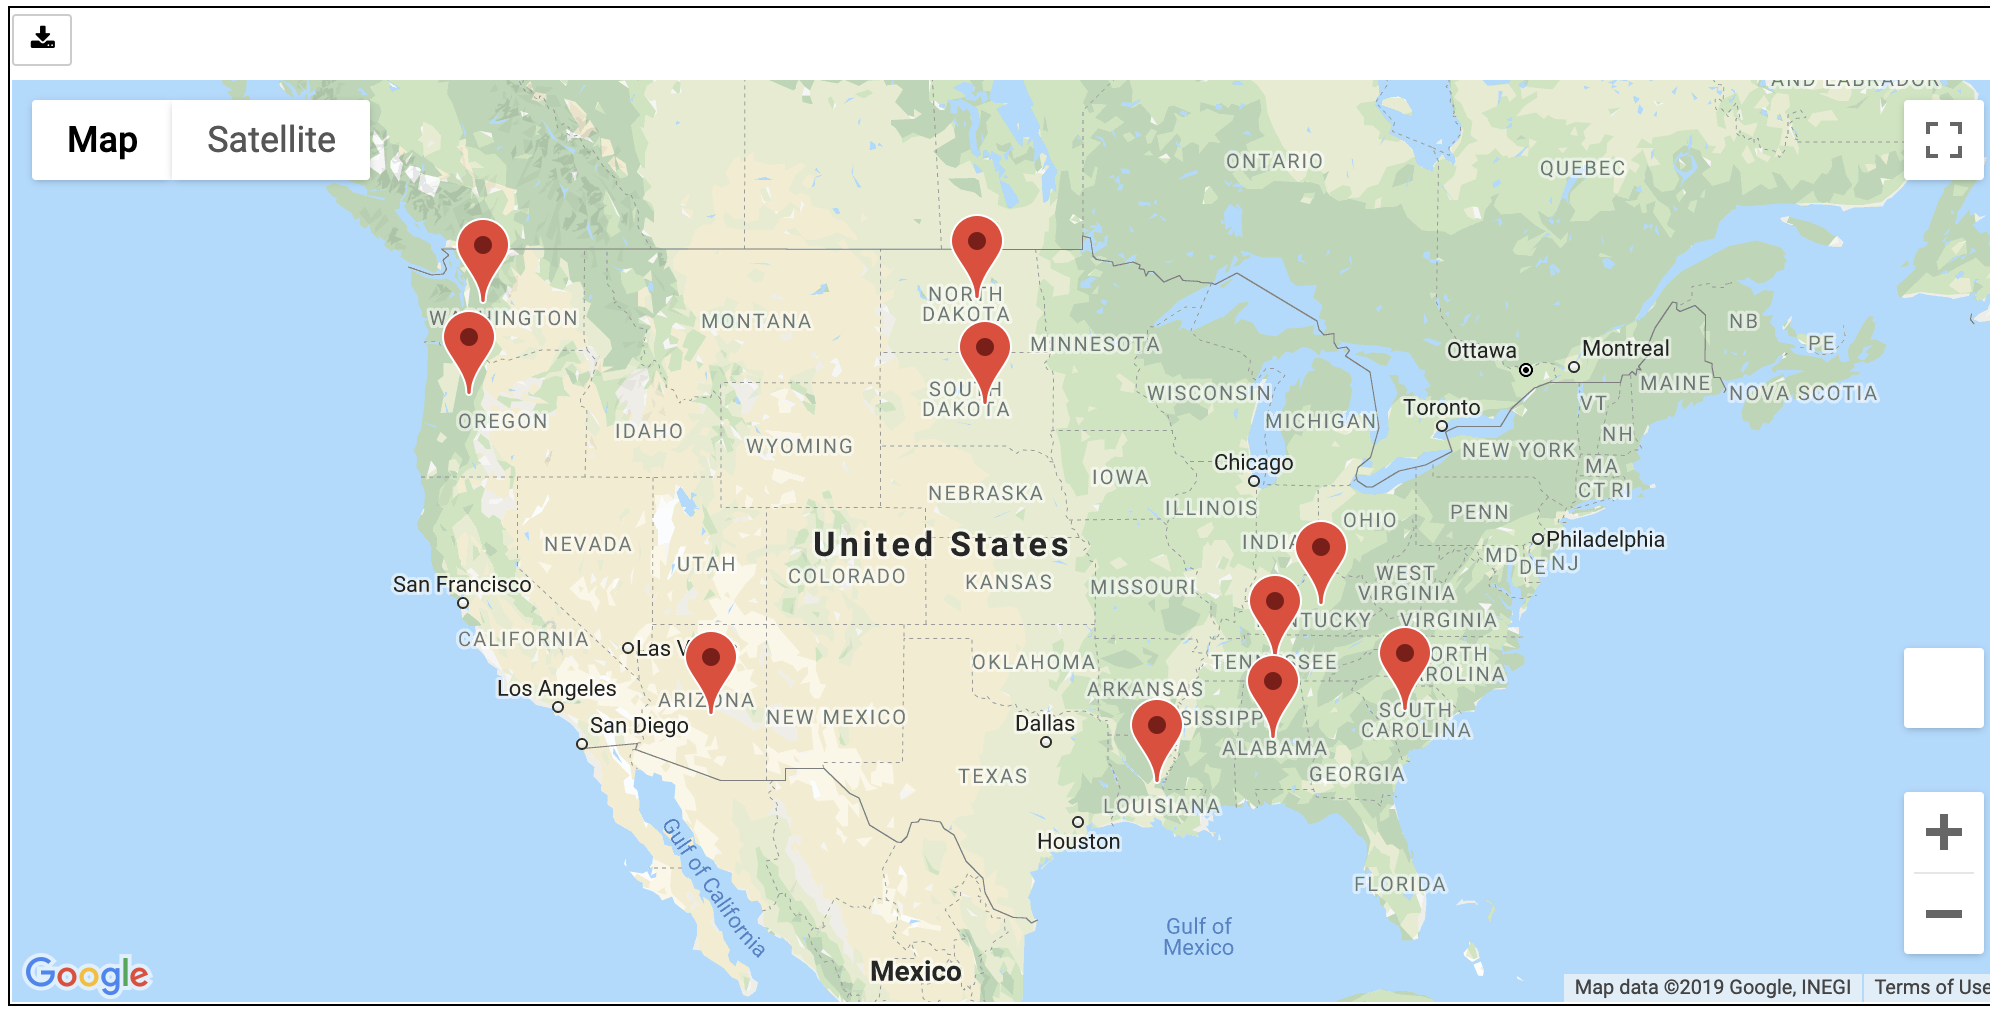 AND LABRADOR
Map
Satellite
ONTARIO
QUEBEC
NORTH
DAKOTA
MONTANA
MINNESOTA
NB
PE
Ottawa
Montreal
SOUTH
DAKOTA
WISCONSIN
MAINE
NOVA SCOTIA
VT
Toronto
OREGON
IDAHO
MICHIGAN
NH
WYOMING
NEW YORK
Chicago
MA
IOWA
CT RI
NEBRASKA
ILLINOIS
PENN
OHIO
Philadelphia
United States
NEVADA
UTAH
MD
DE
NJ
COLORADO
KANSAS
MISSOURI
WEST
VIRGINIA
San Francisco
VIRGINIA
CALIFORNIA
Las V
OKLAHOMA
Los Angeles
ARKANSAS
ARIZONA
NEW MEXICO
SOUTH
CAROLINA
San Diego
Dallas
ALABAMA
TEXAS
GEORGIA
LOUISIANA
Houston
Gulf of California
FLORIDA
Gulf of
Mexico
Mexico
Google
Map data ©2019 Google, INEGI
Terms of Use